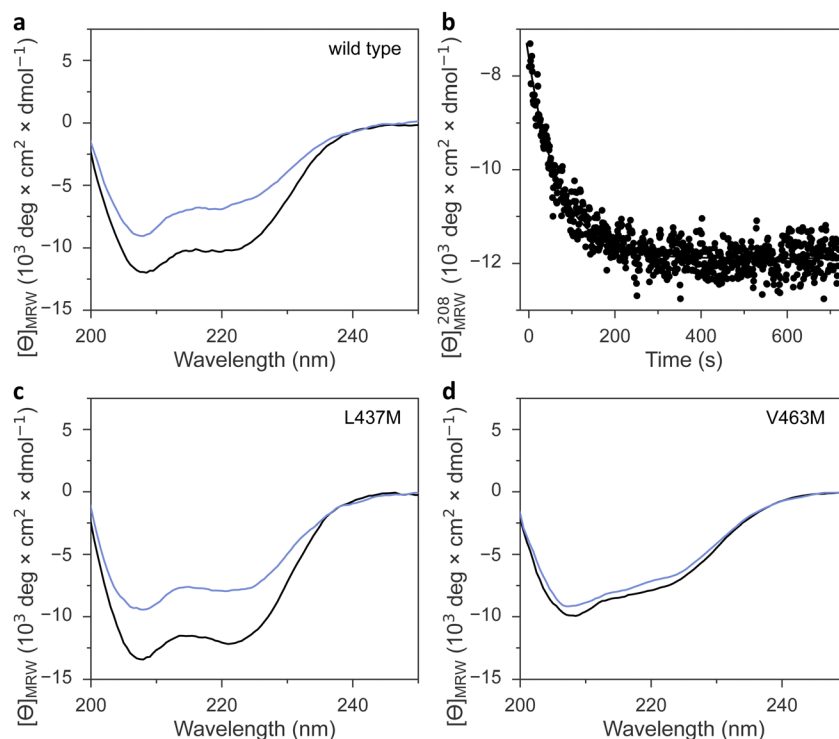 a
wild type
[Θ]MRW (10³ deg × cm² × dmol⁻¹)
5
0
−5
−10
−15
200 220 240
Wavelength (nm)
b
[Θ]²⁰⁸MRW (10³ deg × cm² × dmol⁻¹)
−8
−10
−12
0 200 400 600
Time (s)
c
L437M
[Θ]MRW (10³ deg × cm² × dmol⁻¹)
5
0
−5
−10
−15
200 220 240
Wavelength (nm)
d
V463M
[Θ]MRW (10³ deg × cm² × dmol⁻¹)
5
0
−5
−10
−15
200 220 240
Wavelength (nm)